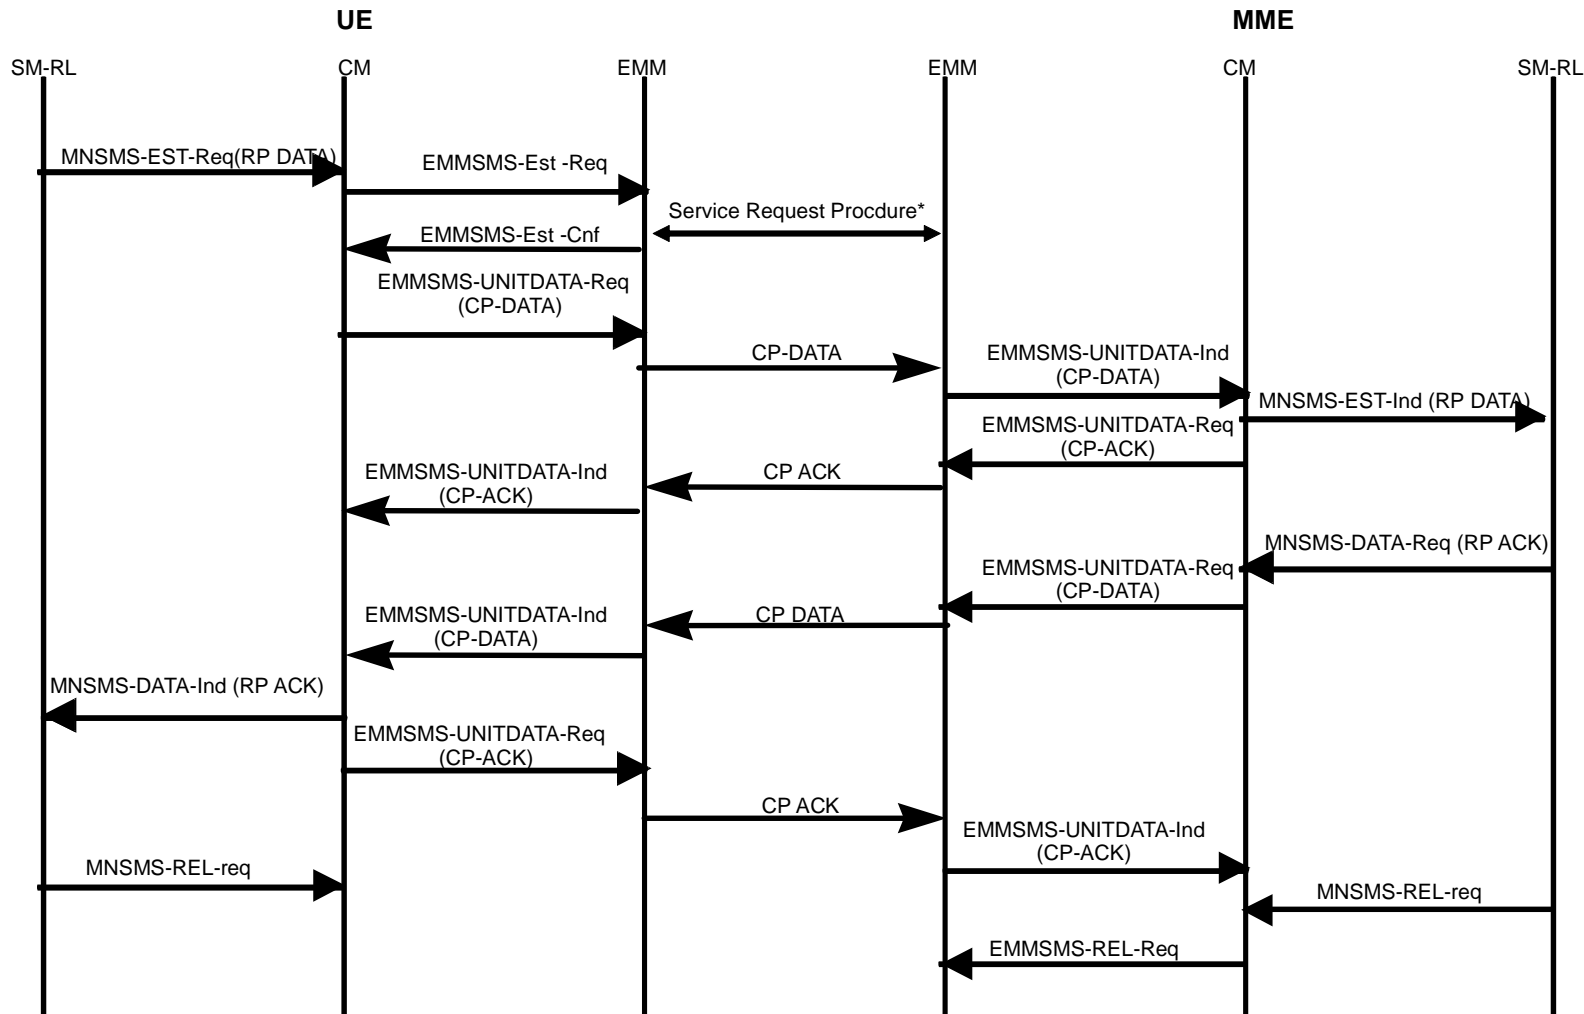 UE
MME
SM-RL
CM
EMM
EMM
CM
SM-RL
MNSMS-EST-Req(RP DATA)
EMMSMS-Est -Req
Service Request Procdure*
EMMSMS-Est -Cnf
EMMSMS-UNITDATA-Req
(CP-DATA)
CP-DATA
EMMSMS-UNITDATA-Ind
(CP-DATA)
MNSMS-EST-Ind (RP DATA)
EMMSMS-UNITDATA-Req
(CP-ACK)
CP ACK
EMMSMS-UNITDATA-Ind
(CP-ACK)
MNSMS-DATA-Req (RP ACK)
EMMSMS-UNITDATA-Req
(CP-DATA)
CP DATA
EMMSMS-UNITDATA-Ind
(CP-DATA)
MNSMS-DATA-Ind (RP ACK)
EMMSMS-UNITDATA-Req
(CP-ACK)
CP ACK
EMMSMS-UNITDATA-Ind
(CP-ACK)
MNSMS-REL-req
MNSMS-REL-req
EMMSMS-REL-Req